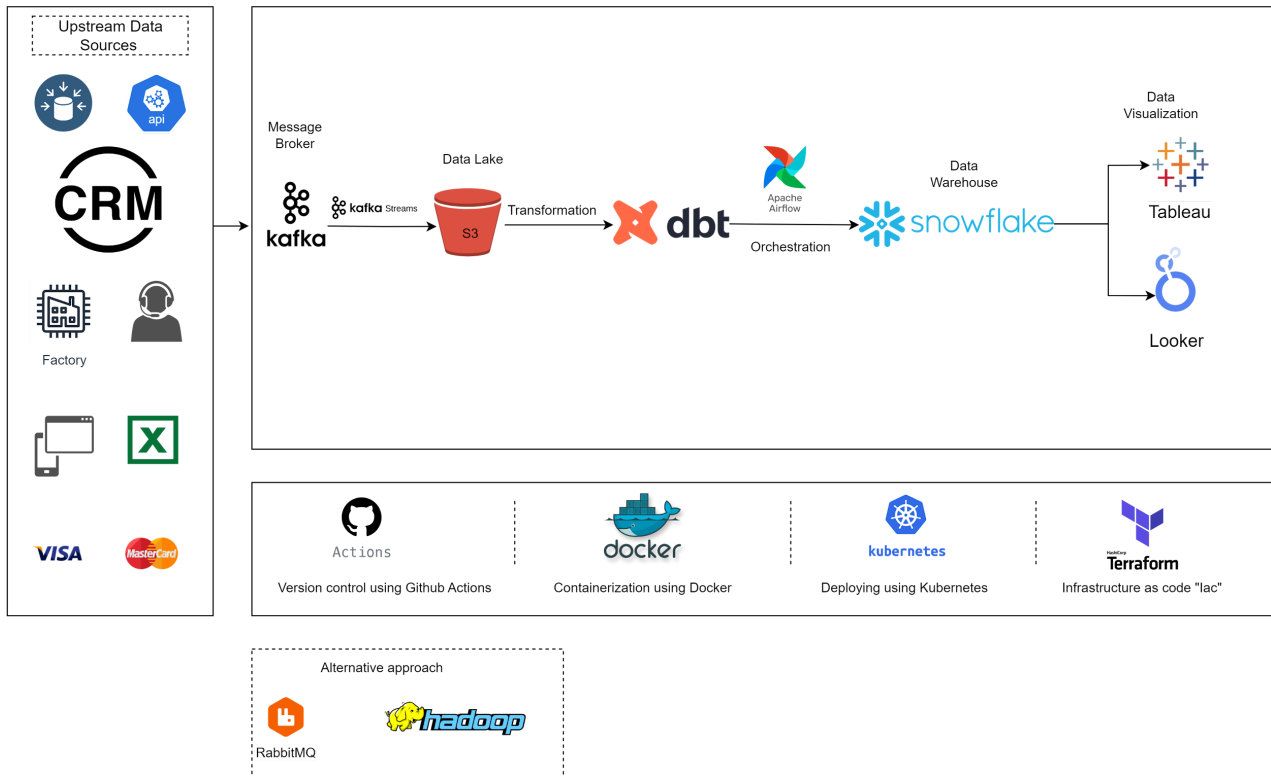 Upstream Data
Sources
api
CRM
Factory
X
VISA
MasterCard
Message
Broker
kafka
kafka Streams
Data Lake
S3
Transformation
dbt
Apache
Airflow
Orchestration
Data
Warehouse
snowflake
Data
Visualization
Tableau
Looker
Actions
Version control using Github Actions
docker
Containerization using Docker
kubernetes
Deploying using Kubernetes
HashiCorp
Terraform
Infrastructure as code "Iac"
Alternative approach
RabbitMQ
hadoop